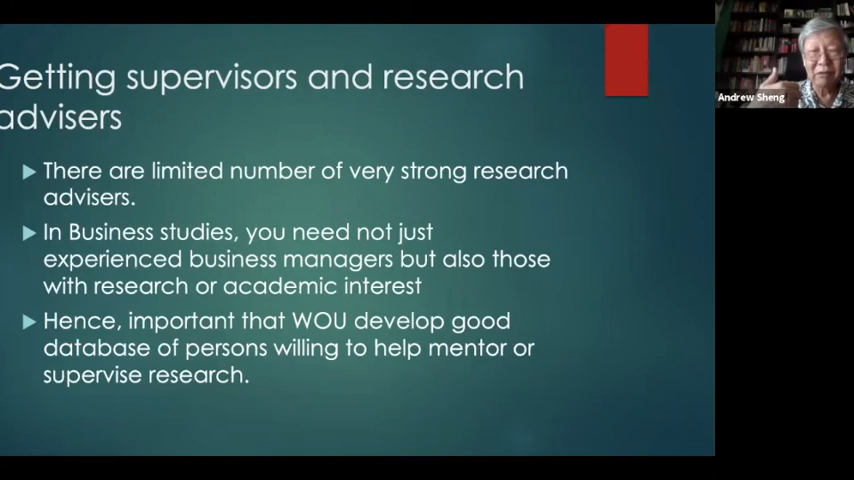 Getting supervisors and research
advisers
There are limited number of very strong research
advisers.
In Business studies, you need not just
experienced business managers but also those
with research or academic interest
Hence, important that WOU develop good
database of persons willing to help mentor or
supervise research.
Andrew Sheng